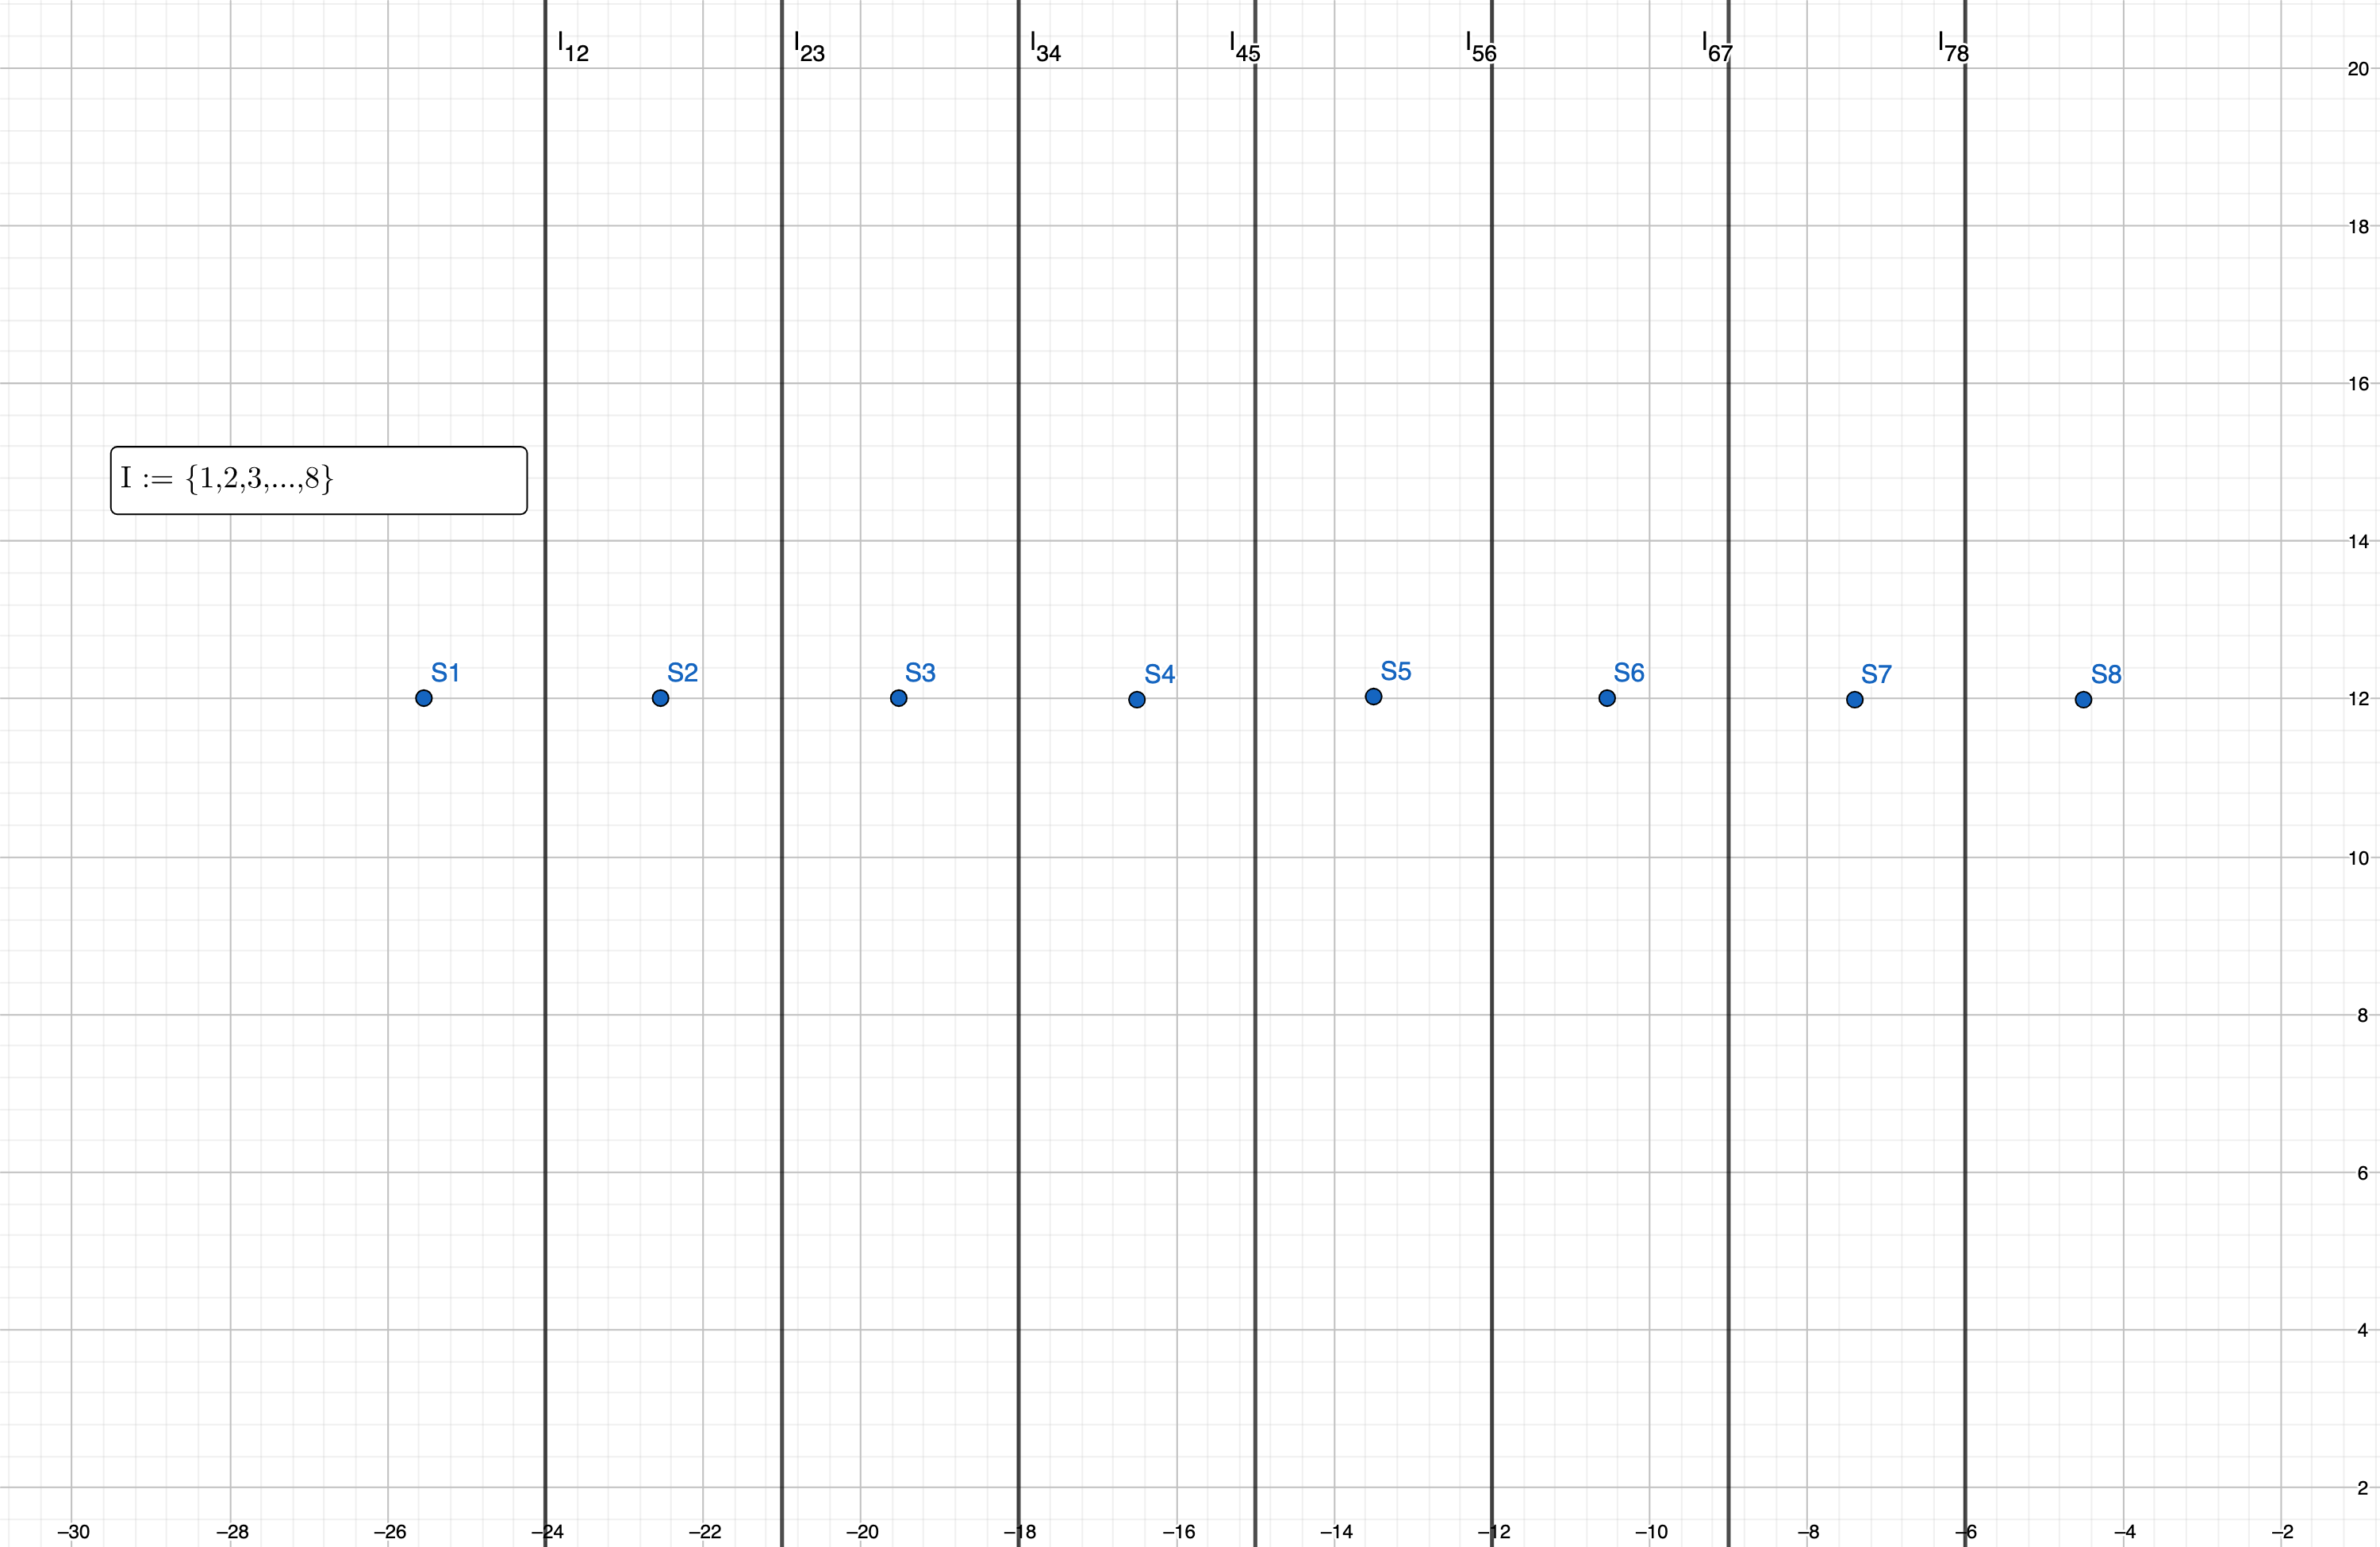 l12 l23 l34 l45 l56 l67 l78
20
18
16
I := {1,2,3,...,8}
14
S1 S2 S3 S4 S5 S6 S7 S8
12
10
8
6
4
2
–30 –28 –26 –24 –22 –20 –18 –16 –14 –12 –10 –8 –6 –4 –2